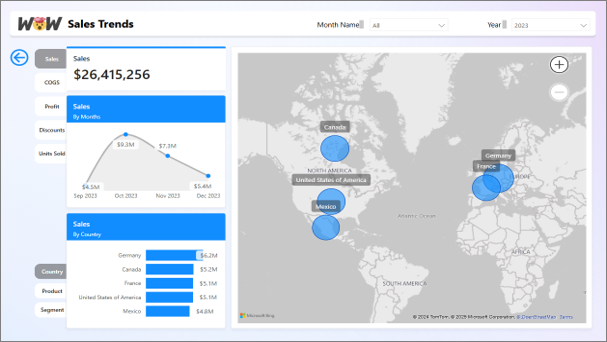 WOW Sales Trends
Month Name
All
Year
2023
Sales
COGS
Profit
Discounts
Units Sold
Sales
$26,415,256
Sales
By Months
$9.3M
$7.3M
$5.4M
$4.5M
Sep 2023
Oct 2023
Nov 2023
Dec 2023
Country
Product
Segment
Sales
By Country
Germany
$6.2M
Canada
$5.2M
France
$5.1M
United States of America
$5.1M
Mexico
$4.8M
Canada
NORTH AMERICA
United States of America
Mexico
Germany
France
EUROPE
Atlantic Ocean
AFRICA
SOUTH AMERICA
Microsoft Bing
© 2024 TomTom, © 2025 Microsoft Corporation, © OpenStreetMap Terms